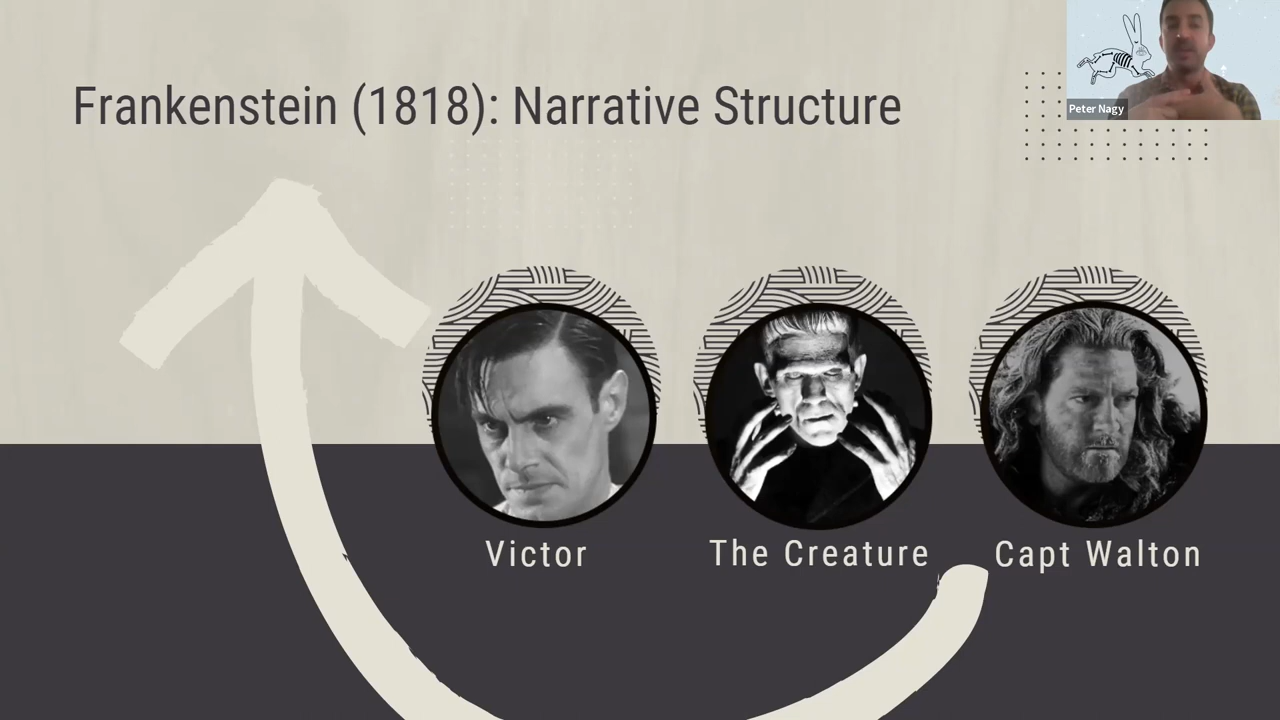 Frankenstein (1818): Narrative Structure
Peter Nagy
Victor
The Creature
Capt Walton